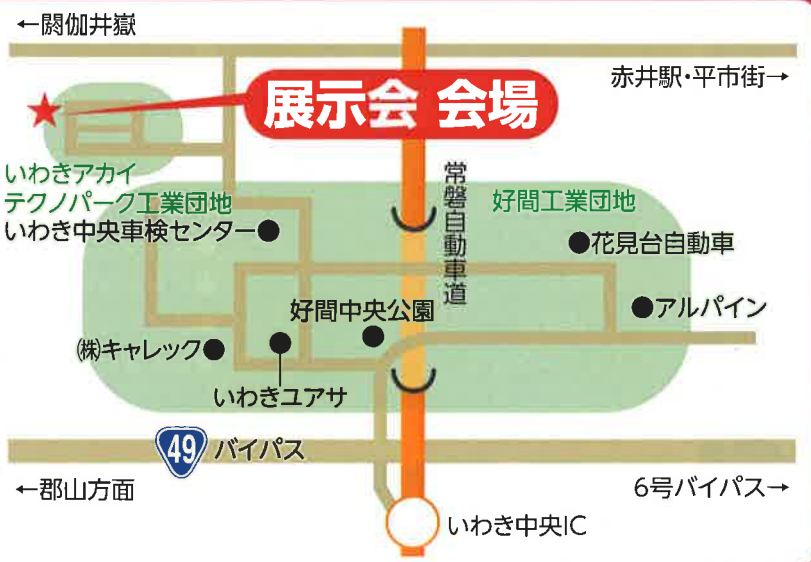 ←閼伽井嶽
赤井駅・平市街→
展示会 会場
いわきアカイ
テクノパーク工業団地
いわき中央車検センター
常磐自動車道
好間工業団地
花見台自動車
アルパイン
好間中央公園
㈱キャレック
いわきユアサ
49 バイパス
←郡山方面
6号バイパス→
いわき中央IC